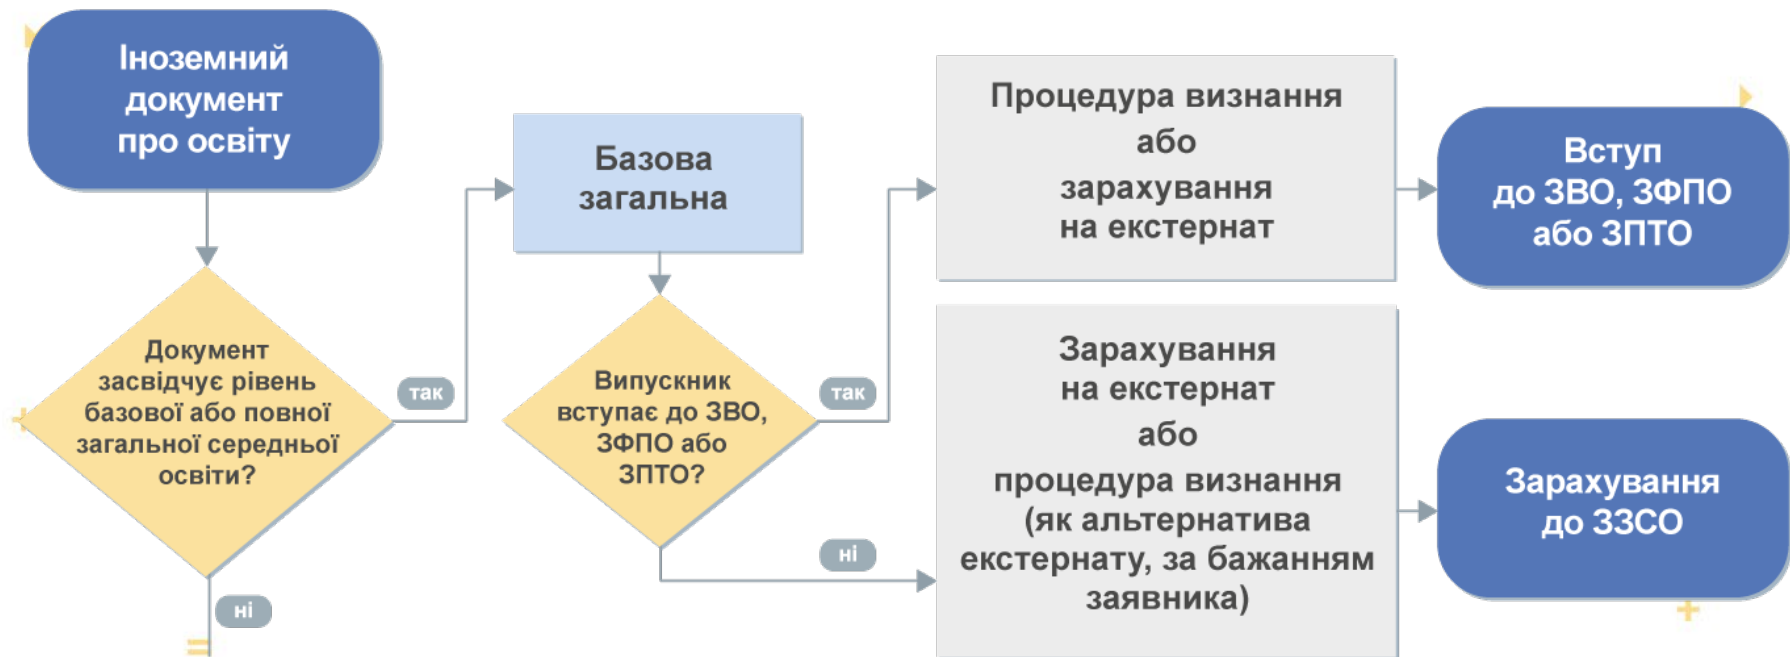 Іноземний
документ
про освіту
Документ
засвідчує рівень
базової або повної
загальної середньої
освіти?
так
ні
Базова
загальна
Випускник
вступає до ЗВО,
ЗФПО або
ЗПТО?
так
ні
Процедура визнання
або
зарахування
на екстернат
Вступ
до ЗВО, ЗФПО
або ЗПТО
Зарахування
на екстернат
або
процедура визнання
(як альтернатива
екстернату, за бажанням
заявника)
Зарахування
до ЗЗСО